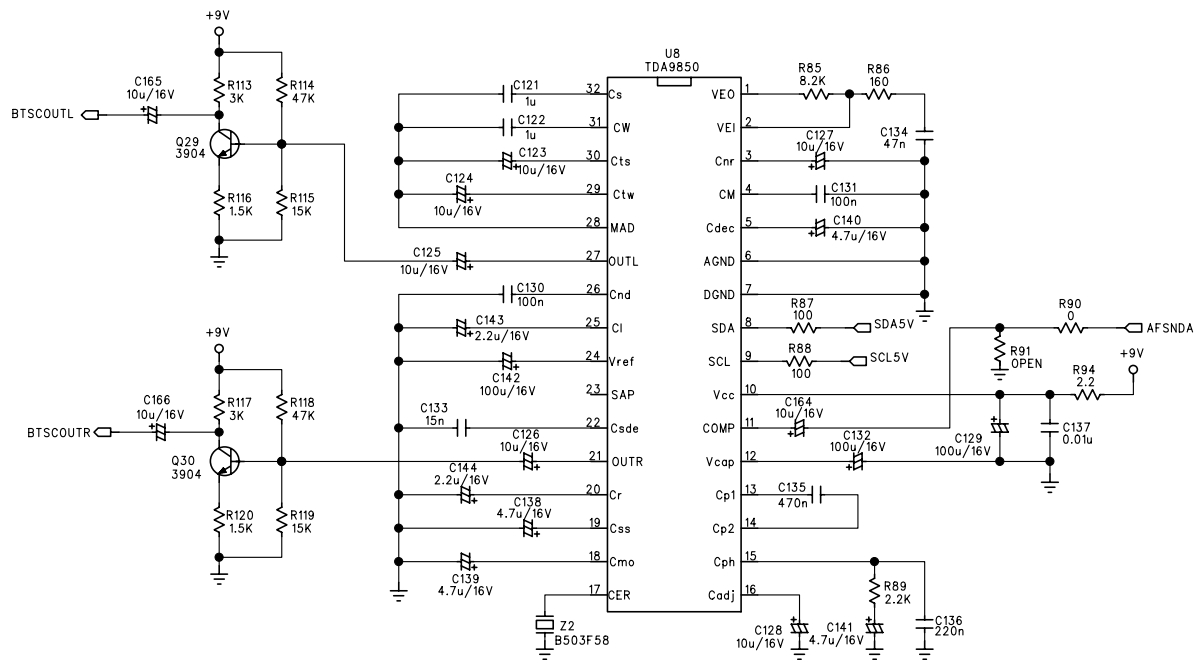 +9V
R113
3K
R114
47K
C165
10u/16V
+
BTSCOUTL
Q29
3904
R116
1.5K
R115
15K
+9V
R117
3K
R118
47K
C166
10u/16V
+
BTSCOUTR
Q30
3904
R120
1.5K
R119
15K
U8
TDA9850
C121
1u
32
Cs
C122
1u
31
CW
C123
+
10u/16V
30
Cts
C124
+
10u/16V
29
Ctw
28
MAD
C125
+
10u/16V
27
OUTL
C130
100n
26
Cnd
C143
+
2.2u/16V
25
CI
C142
+
100u/16V
24
Vref
23
SAP
C133
15n
22
Csde
C126
10u/16V
+
21
OUTR
C144
2.2u/16V
+
20
Cr
C138
4.7u/16V
+
19
Css
C139
+
4.7u/16V
18
Cmo
17
CER
Z2
B503F58
VEO
1
R85
8.2K
R86
160
VEI
2
C134
47n
Cnr
3
C127
10u/16V
+
CM
4
C131
100n
Cdec
5
C140
+
4.7u/16V
AGND
6
DGND
7
SDA
8
R87
100
SDA5V
SCL
9
R88
100
SCL5V
R90
0
AFSNDA
R91
OPEN
Vcc
10
R94
2.2
+9V
COMP
11
C164
10u/16V
+
Vcap
12
C132
100u/16V
+
C129
100u/16V
+
C137
0.01u
Cp1
13
C135
470n
Cp2
14
Cph
15
R89
2.2K
Cadj
16
C128
10u/16V
+
C141
4.7u/16V
+
C136
220n